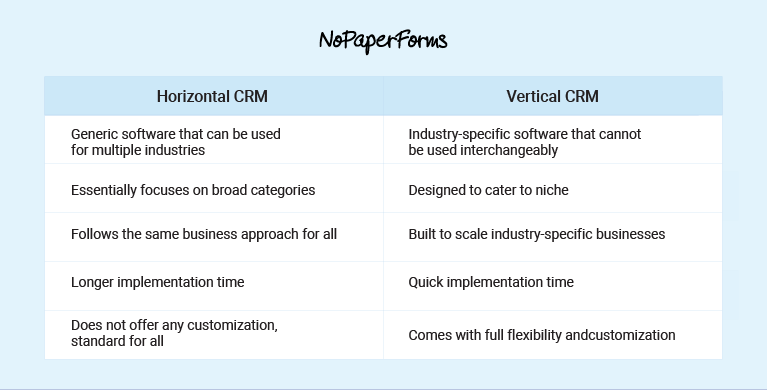 NoPaperForms
Horizontal CRM
Vertical CRM
Generic software that can be used
for multiple industries
Industry-specific software that cannot
be used interchangeably
Essentially focuses on broad categories
Designed to cater to niche
Follows the same business approach for all
Built to scale industry-specific businesses
Longer implementation time
Quick implementation time
Does not offer any customization,
standard for all
Comes with full flexibility andcustomization